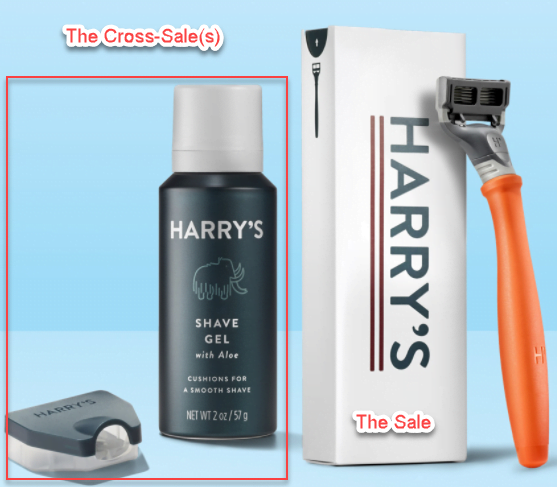 The Cross-Sale(s)
HARRY'S
SHAVE
GEL
with Aloe
CUSHIONS FOR
A SMOOTH SHAVE
NET WT 2 oz / 57 g
HARRY'S
HARRY'S
The Sale
H